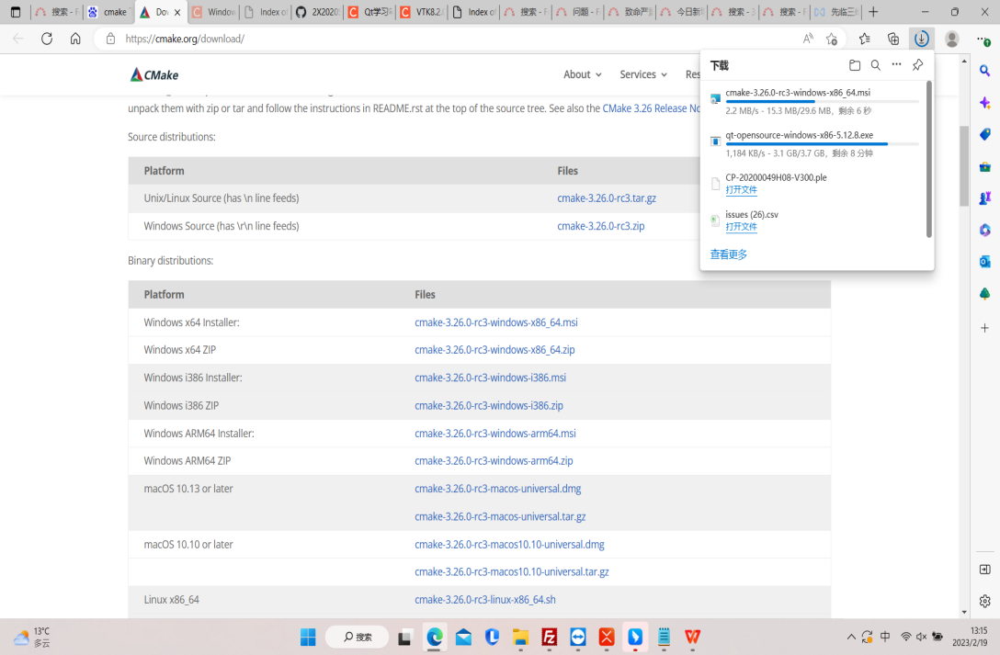 搜索 -
cmake
Do
Window
Index of
2X2020
Qt学习
VTK8.2.
Index of
搜索 -
问题 -
致命严
今日新
搜索 -
搜索 -
先临三
https://cmake.org/download/
CMake
About
Services
Res
unpack them with zip or tar and follow the instructions in README.rst at the top of the source tree. See also the CMake 3.26 Release No
Source distributions:
Platform Files
Unix/Linux Source (has \n line feeds) cmake-3.26.0-rc3.tar.gz
Windows Source (has \r\n line feeds) cmake-3.26.0-rc3.zip
Binary distributions:
Platform Files
Windows x64 Installer: cmake-3.26.0-rc3-windows-x86_64.msi
Windows x64 ZIP cmake-3.26.0-rc3-windows-x86_64.zip
Windows i386 Installer: cmake-3.26.0-rc3-windows-i386.msi
Windows i386 ZIP cmake-3.26.0-rc3-windows-i386.zip
Windows ARM64 Installer: cmake-3.26.0-rc3-windows-arm64.msi
Windows ARM64 ZIP cmake-3.26.0-rc3-windows-arm64.zip
macOS 10.13 or later cmake-3.26.0-rc3-macos-universal.dmg
cmake-3.26.0-rc3-macos-universal.tar.gz
macOS 10.10 or later cmake-3.26.0-rc3-macos10.10-universal.dmg
cmake-3.26.0-rc3-macos10.10-universal.tar.gz
Linux x86_64 cmake-3.26.0-rc3-linux-x86_64.sh
下载
cmake-3.26.0-rc3-windows-x86_64.msi
2.2 MB/s - 15.3 MB/29.6 MB，剩余 6 秒
qt-opensource-windows-x86-5.12.8.exe
1,184 KB/s - 3.1 GB/3.7 GB，剩余 8 分钟
CP-20200049H08-V300.ple
打开文件
issues (26).csv
打开文件
查看更多
13°C
多云
搜索
中
13:15
2023/2/19